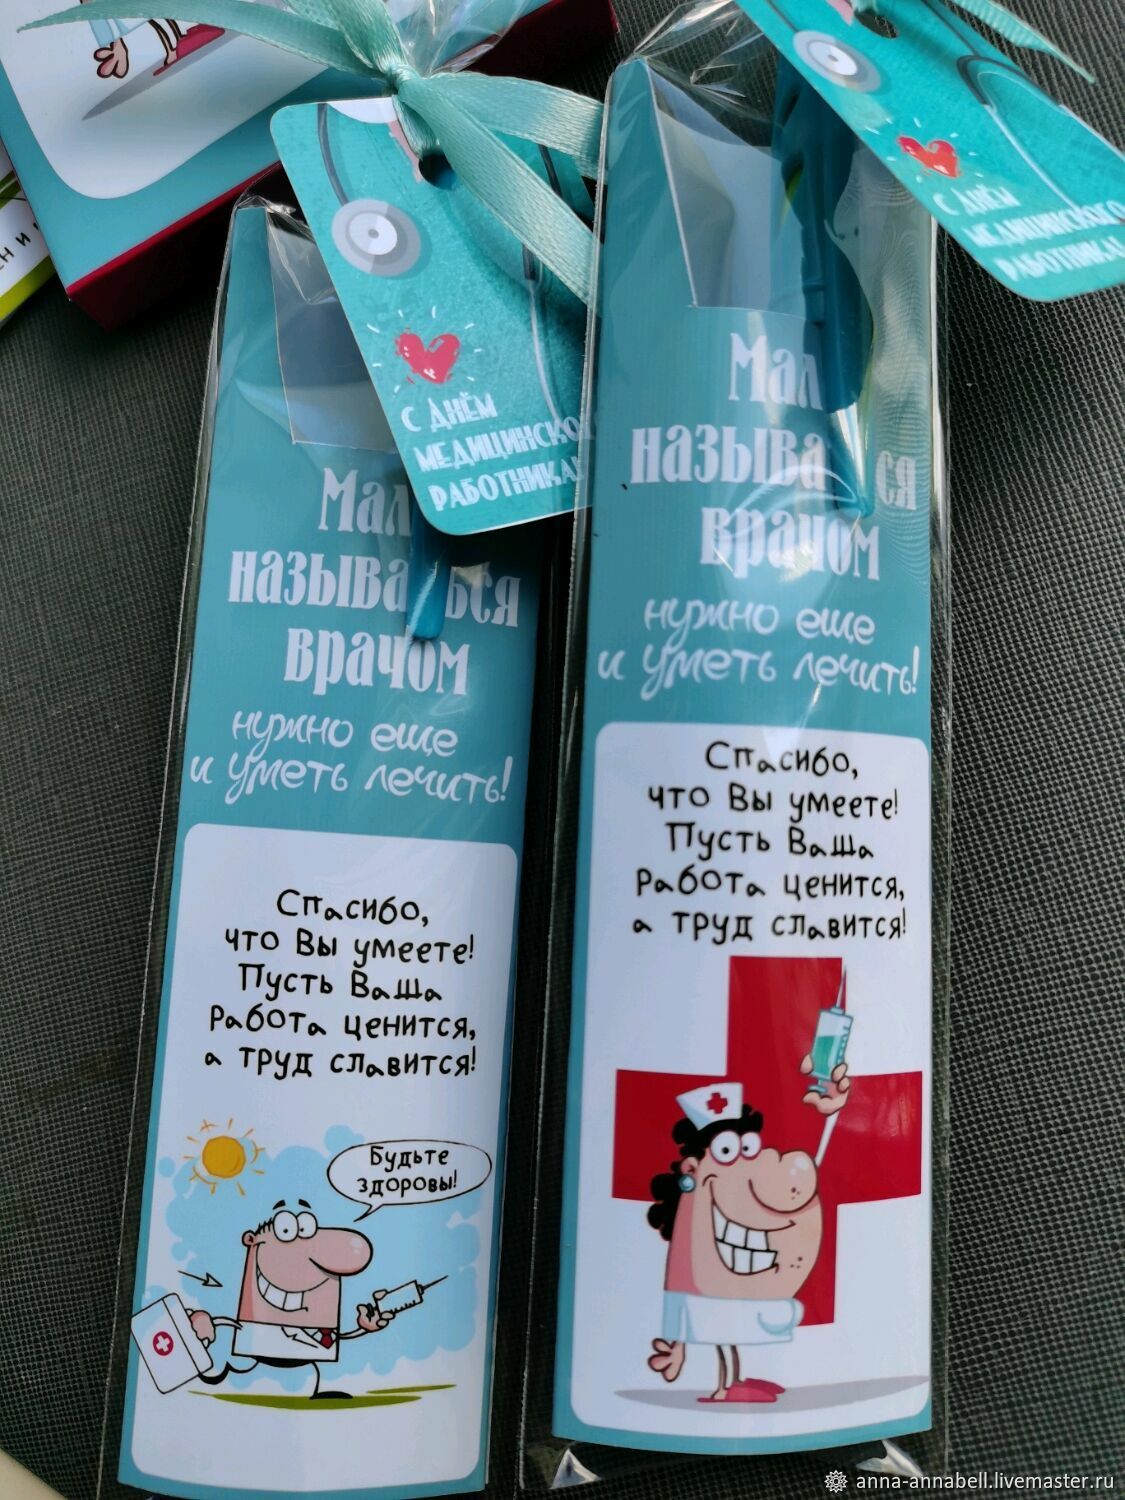 С ДНЁМ
МЕДИЦИНСКО
РАБОТНИКА!
Мал
называ ься
врачом
нужно еще
и уметь лечить!
Спасибо,
что Вы умеете!
Пусть Ваша
Работа ценится,
а труд славится!
Будьте
здоровы!
С ДНЁМ
МЕДИЦИНСКОГО
РАБОТНИКА!
Мал
называ ся
врачом
нужно еще
и уметь лечить!
Спасибо,
что Вы умеете!
Пусть Ваша
Работа ценится,
а труд славится!
anna-annabell.livemaster.ru